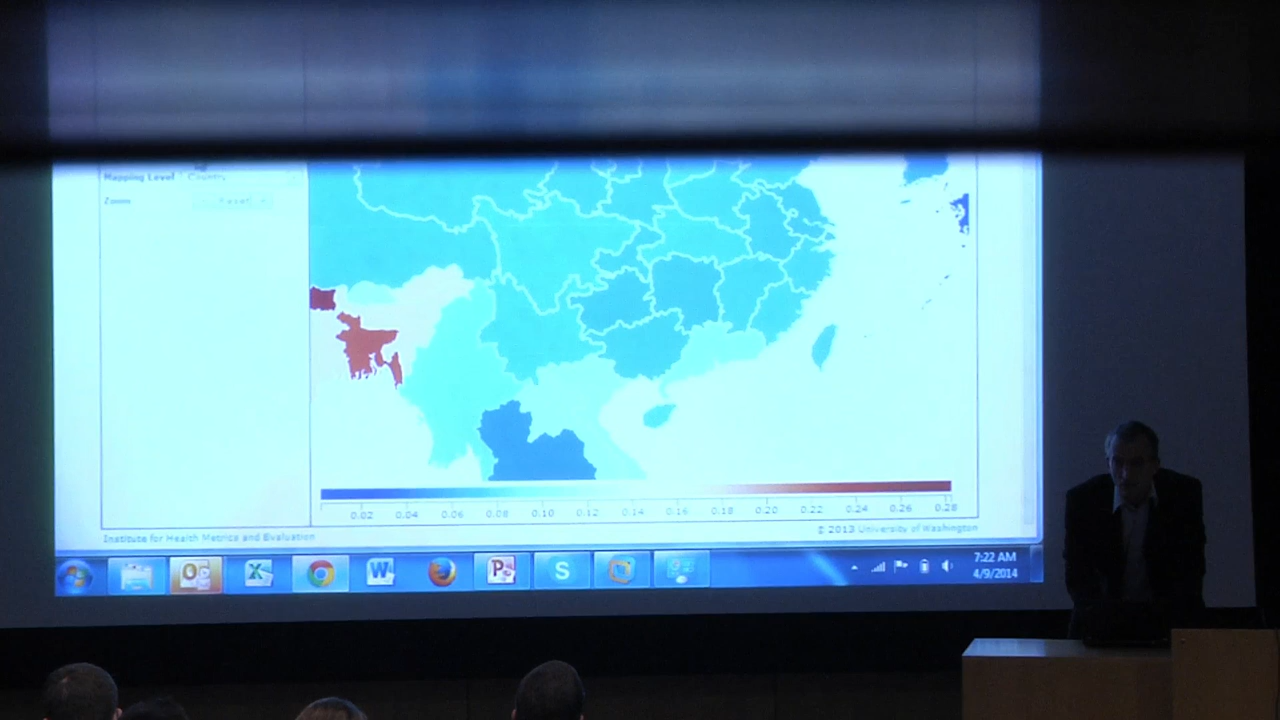 Mapping Level Country
Zoom Reset
0.02 0.04 0.06 0.08 0.10 0.12 0.14 0.16 0.18 0.20 0.22 0.24 0.26 0.28
Institute for Health Metrics and Evaluation
© 2013 University of Washington
7:22 AM
4/9/2014